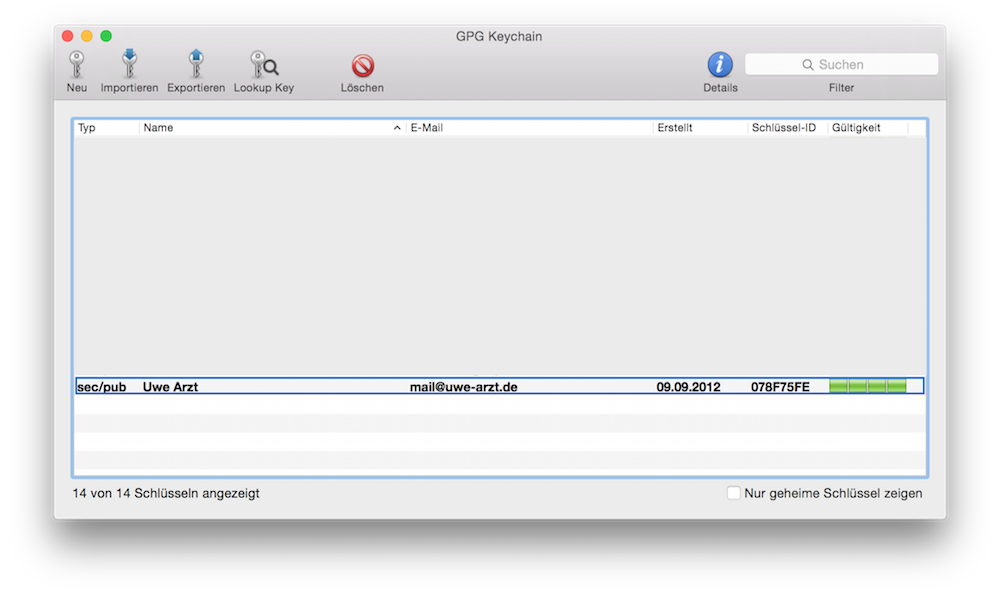 GPG Keychain
Neu Importieren Exportieren Lookup Key Löschen Details Suchen
Filter
Typ Name E-Mail Erstellt Schlüssel-ID Gültigkeit
sec/pub Uwe Arzt mail@uwe-arzt.de 09.09.2012 078F75FE
14 von 14 Schlüsseln angezeigt Nur geheime Schlüssel zeigen